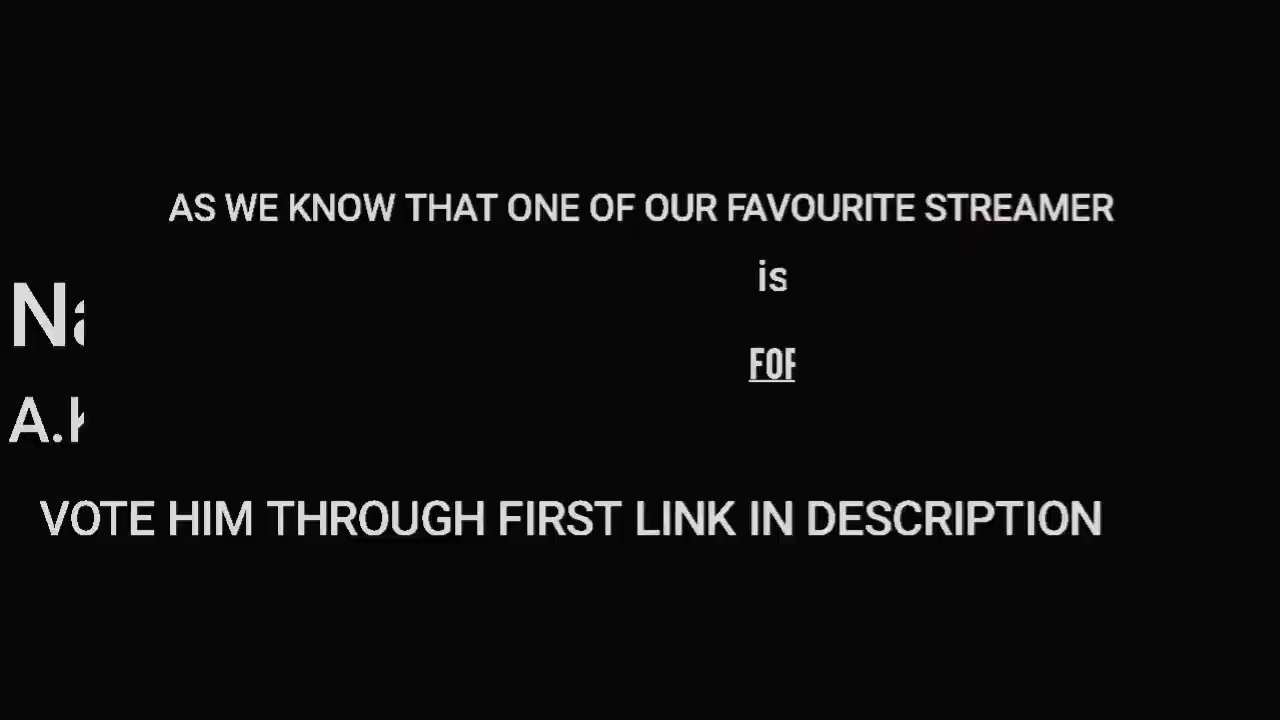 AS WE KNOW THAT ONE OF OUR FAVOURITE STREAMER
is
VOTE HIM THROUGH FIRST LINK IN DESCRIPTION